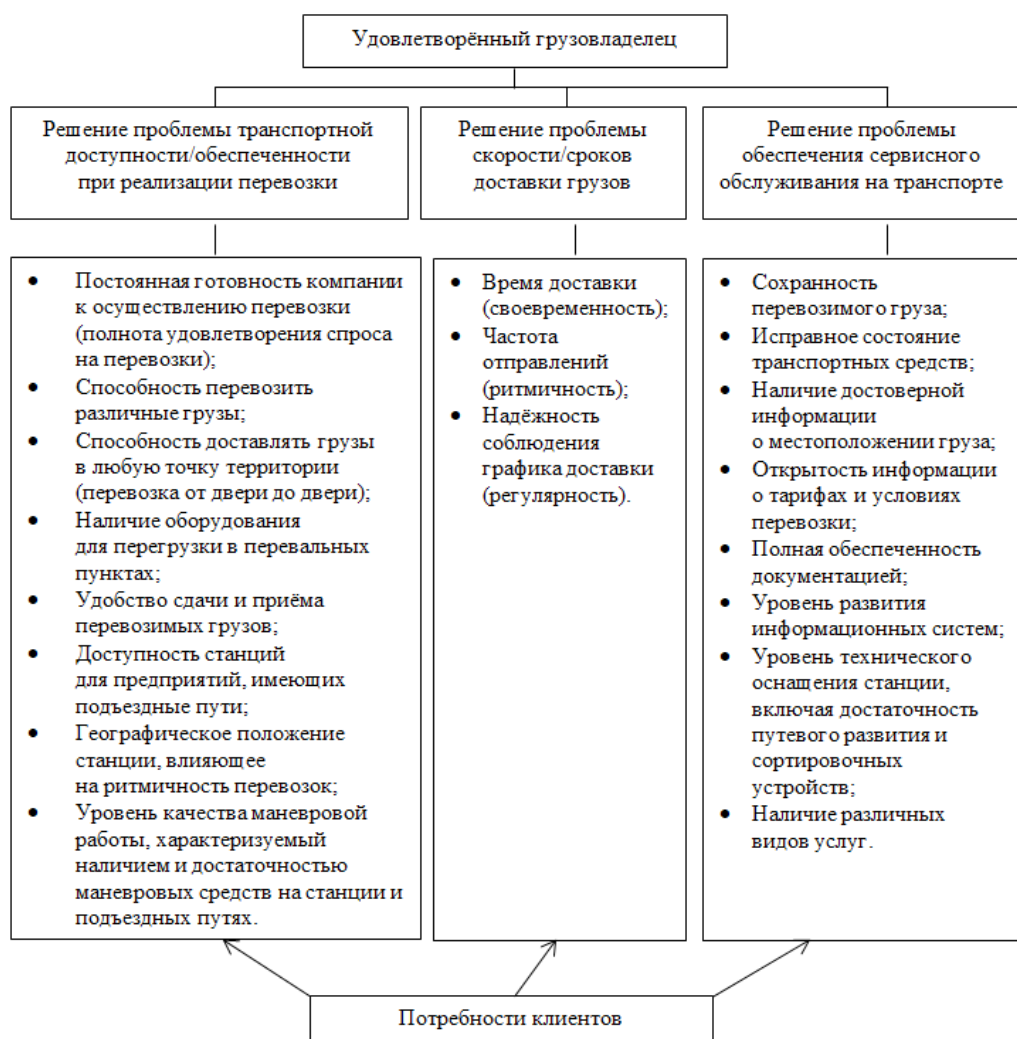 Удовлетворённый грузовладелец
Решение проблемы транспортной
доступности/обеспеченности
при реализации перевозки
Решение проблемы
скорости/сроков
доставки грузов
Решение проблемы
обеспечения сервисного
обслуживания на транспорте
• Постоянная готовность компании
к осуществлению перевозки
(полнота удовлетворения спроса
на перевозки);
• Способность перевозить
различные грузы;
• Способность доставлять грузы
в любую точку территории
(перевозка от двери до двери);
• Наличие оборудования
для перегрузки в перевальных
пунктах;
• Удобство сдачи и приёма
перевозимых грузов;
• Доступность станций
для предприятий, имеющих
подъездные пути;
• Географическое положение
станции, влияющее
на ритмичность перевозок;
• Уровень качества маневровой
работы, характеризуемый
наличием и достаточностью
маневровых средств на станции и
подъездных путях.
• Время доставки
(своевременность);
• Частота
отправлений
(ритмичность);
• Надёжность
соблюдения
графика доставки
(регулярность).
• Сохранность
перевозимого груза;
• Исправное состояние
транспортных средств;
• Наличие достоверной
информации
о местоположении груза;
• Открытость информации
о тарифах и условиях
перевозки;
• Полная обеспеченность
документацией;
• Уровень развития
информационных систем;
• Уровень технического
оснащения станции,
включая достаточность
путевого развития и
сортировочных
устройств;
• Наличие различных
видов услуг.
Потребности клиентов